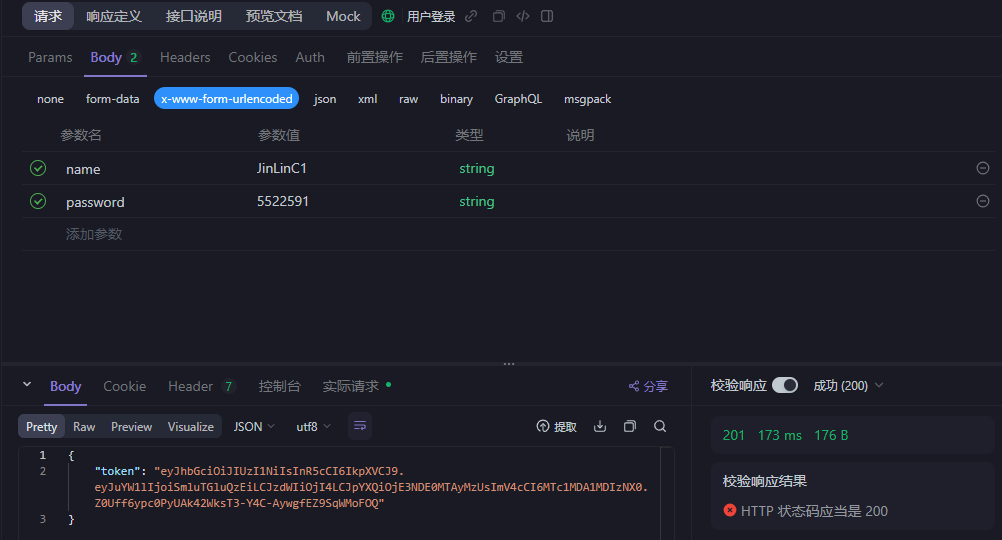 请求 响应定义 接口说明 预览文档 Mock 用户登录
Params Body 2 Headers Cookies Auth 前置操作 后置操作 设置
none form-data x-www-form-urlencoded json xml raw binary GraphQL msgpack
参数名 参数值 类型 说明
name JinLinC1 string
password 5522591 string
添加参数
Body Cookie Header 7 控制台 实际请求 分享 校验响应 成功 (200)
Pretty Raw Preview Visualize JSON utf8 提取
201 173 ms 176 B
1 {
2 "token": "eyJhbGciOiJIUzI1NiIsInR5cCI6IkpXVCJ9.
eyJuYW1lIjoiSmluTGluQzEiLCJzdWIiOjI4LCJpYXQiOjE3NDE0MTAyMzUsImV4cCI6MTc1MDA1MDIzNX0.
Z0Uff6ypc0PyUAk42WksT3-Y4C-AywgfEZ9SqWMoFOQ"
3 }
校验响应结果
HTTP 状态码应当是 200